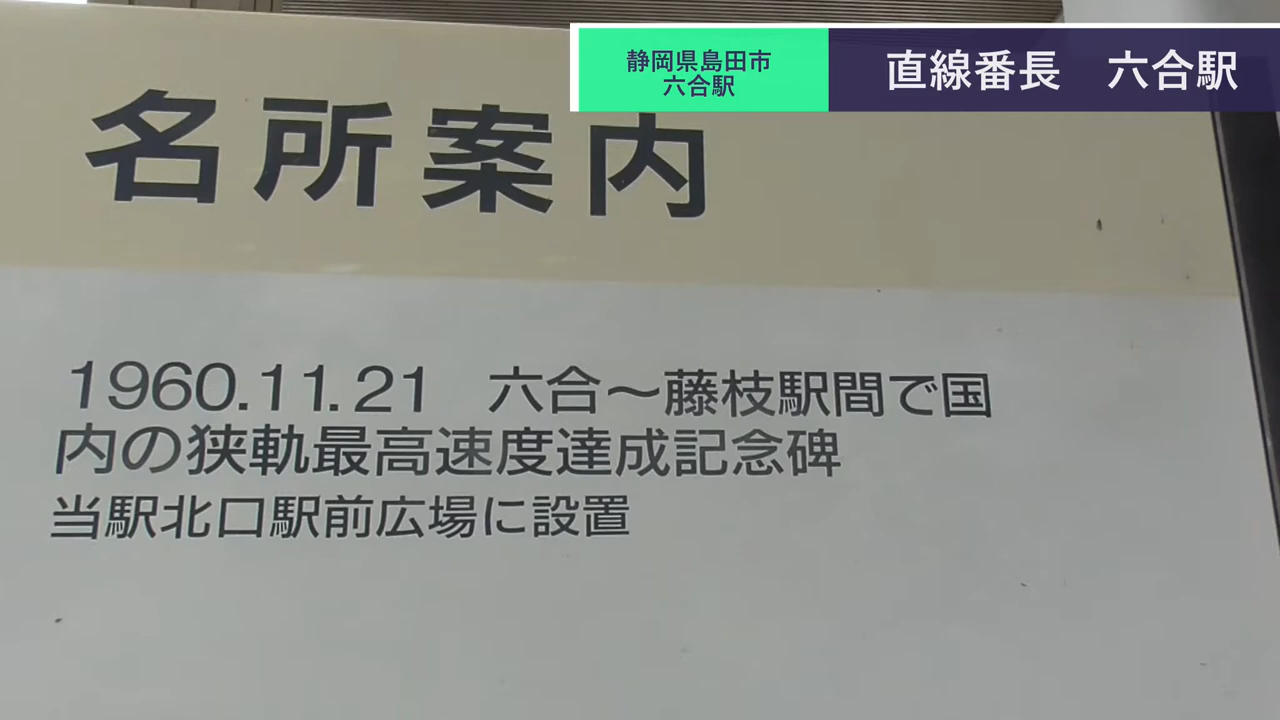 静岡県島田市
六合駅
直線番長　六合駅
名所案内
1960.11.21　六合～藤枝駅間で国
内の狭軌最高速度達成記念碑
当駅北口駅前広場に設置